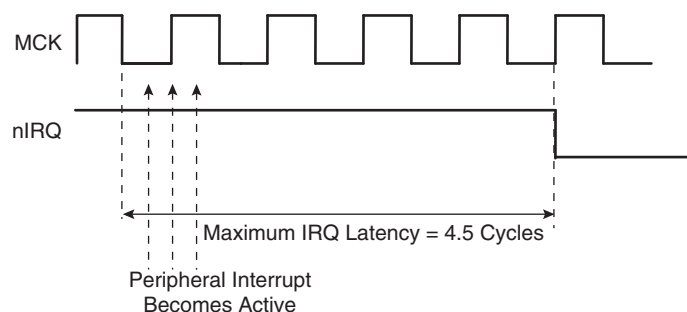 MCK
nIRQ
Maximum IRQ Latency = 4.5 Cycles
Peripheral Interrupt
Becomes Active